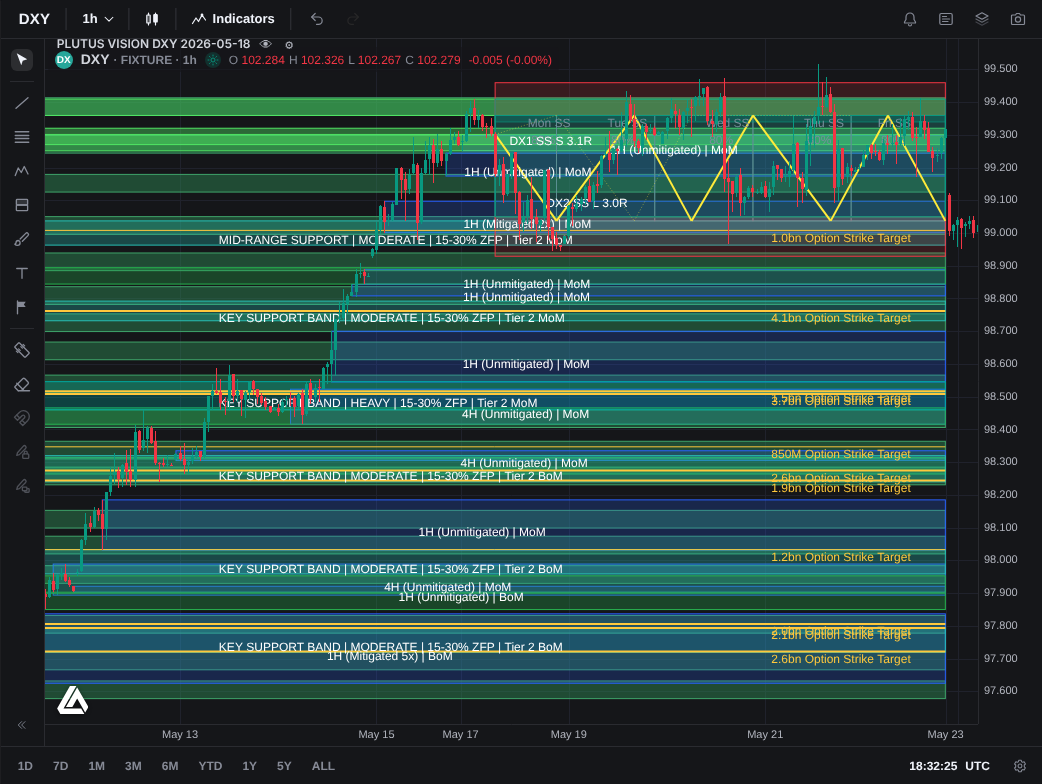 DXY
1h
Indicators
PLUTUS VISION DXY 2026-05-18
DX
DXY · FIXTURE · 1h
O 102.284 H 102.326 L 102.267 C 102.279 -0.005 (-0.00%)
99.500
99.400
99.300
99.200
99.100
99.000
98.900
98.800
98.700
98.600
98.500
98.400
98.300
98.200
98.100
98.000
97.900
97.800
97.700
97.600
Mon SS
Thu SS
DX1 SS S 3.1R
1H (Unmitigated) | MoM
1H (Unmitigated) | MoM
DX2 SS L 3.0R
1H (Mitigated 2x) | MoM
MID-RANGE SUPPORT | MODERATE | 15-30% ZFP | Tier 2 MoM
1.0bn Option Strike Target
1H (Unmitigated) | MoM
1H (Unmitigated) | MoM
KEY SUPPORT BAND | MODERATE | 15-30% ZFP | Tier 2 MoM
4.1bn Option Strike Target
1H (Unmitigated) | MoM
KEY SUPPORT BAND | HEAVY | 15-30% ZFP | Tier 2 MoM
4H (Unmitigated) | MoM
850M Option Strike Target
4H (Unmitigated) | MoM
KEY SUPPORT BAND | MODERATE | 15-30% ZFP | Tier 2 BoM
2.6bn Option Strike Target
1.9bn Option Strike Target
1H (Unmitigated) | MoM
1.2bn Option Strike Target
KEY SUPPORT BAND | MODERATE | 15-30% ZFP | Tier 2 BoM
4H (Unmitigated) | MoM
1H (Unmitigated) | BoM
2.1bn Option Strike Target
KEY SUPPORT BAND | MODERATE | 15-30% ZFP | Tier 2 BoM
1H (Mitigated 5x) | BoM
2.6bn Option Strike Target
May 13
May 15
May 17
May 19
May 21
May 23
1D
7D
1M
3M
6M
YTD
1Y
5Y
ALL
18:32:25 UTC